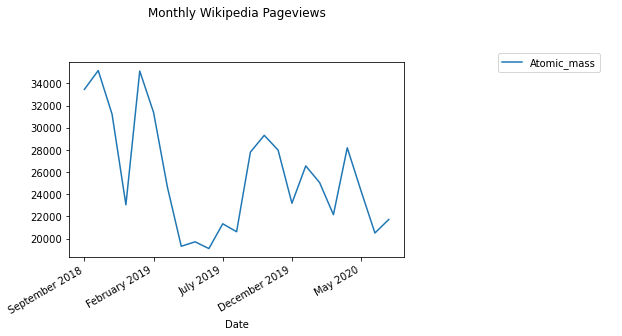 Monthly Wikipedia Pageviews
Atomic_mass
34000
32000
30000
28000
26000
24000
22000
20000
September 2018
February 2019
July 2019
December 2019
May 2020
Date